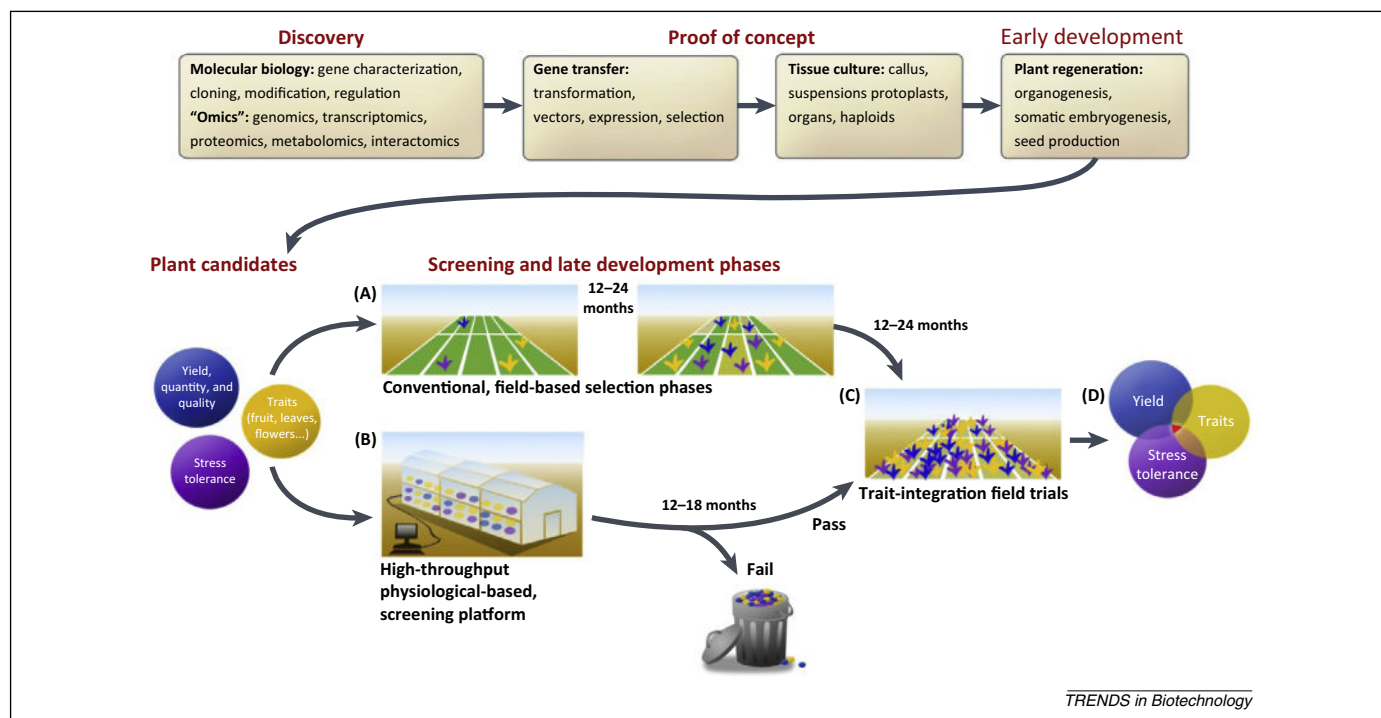 Discovery
Proof of concept
Early development
Molecular biology: gene characterization,
cloning, modification, regulation
“Omics”: genomics, transcriptomics,
proteomics, metabolomics, interactomics
Gene transfer:
transformation,
vectors, expression, selection
Tissue culture: callus,
suspensions protoplasts,
organs, haploids
Plant regeneration:
organogenesis,
somatic embryogenesis,
seed production
Plant candidates
Screening and late development phases
(A)
12–24
months
12–24 months
Conventional, field-based selection phases
Yield,
quantity, and
quality
Traits
(fruit, leaves,
flowers...)
Stress
tolerance
(B)
High-throughput
physiological-based,
screening platform
12–18 months
Pass
Fail
(C)
Trait-integration field trials
(D)
Yield
Traits
Stress
tolerance
TRENDS in Biotechnology